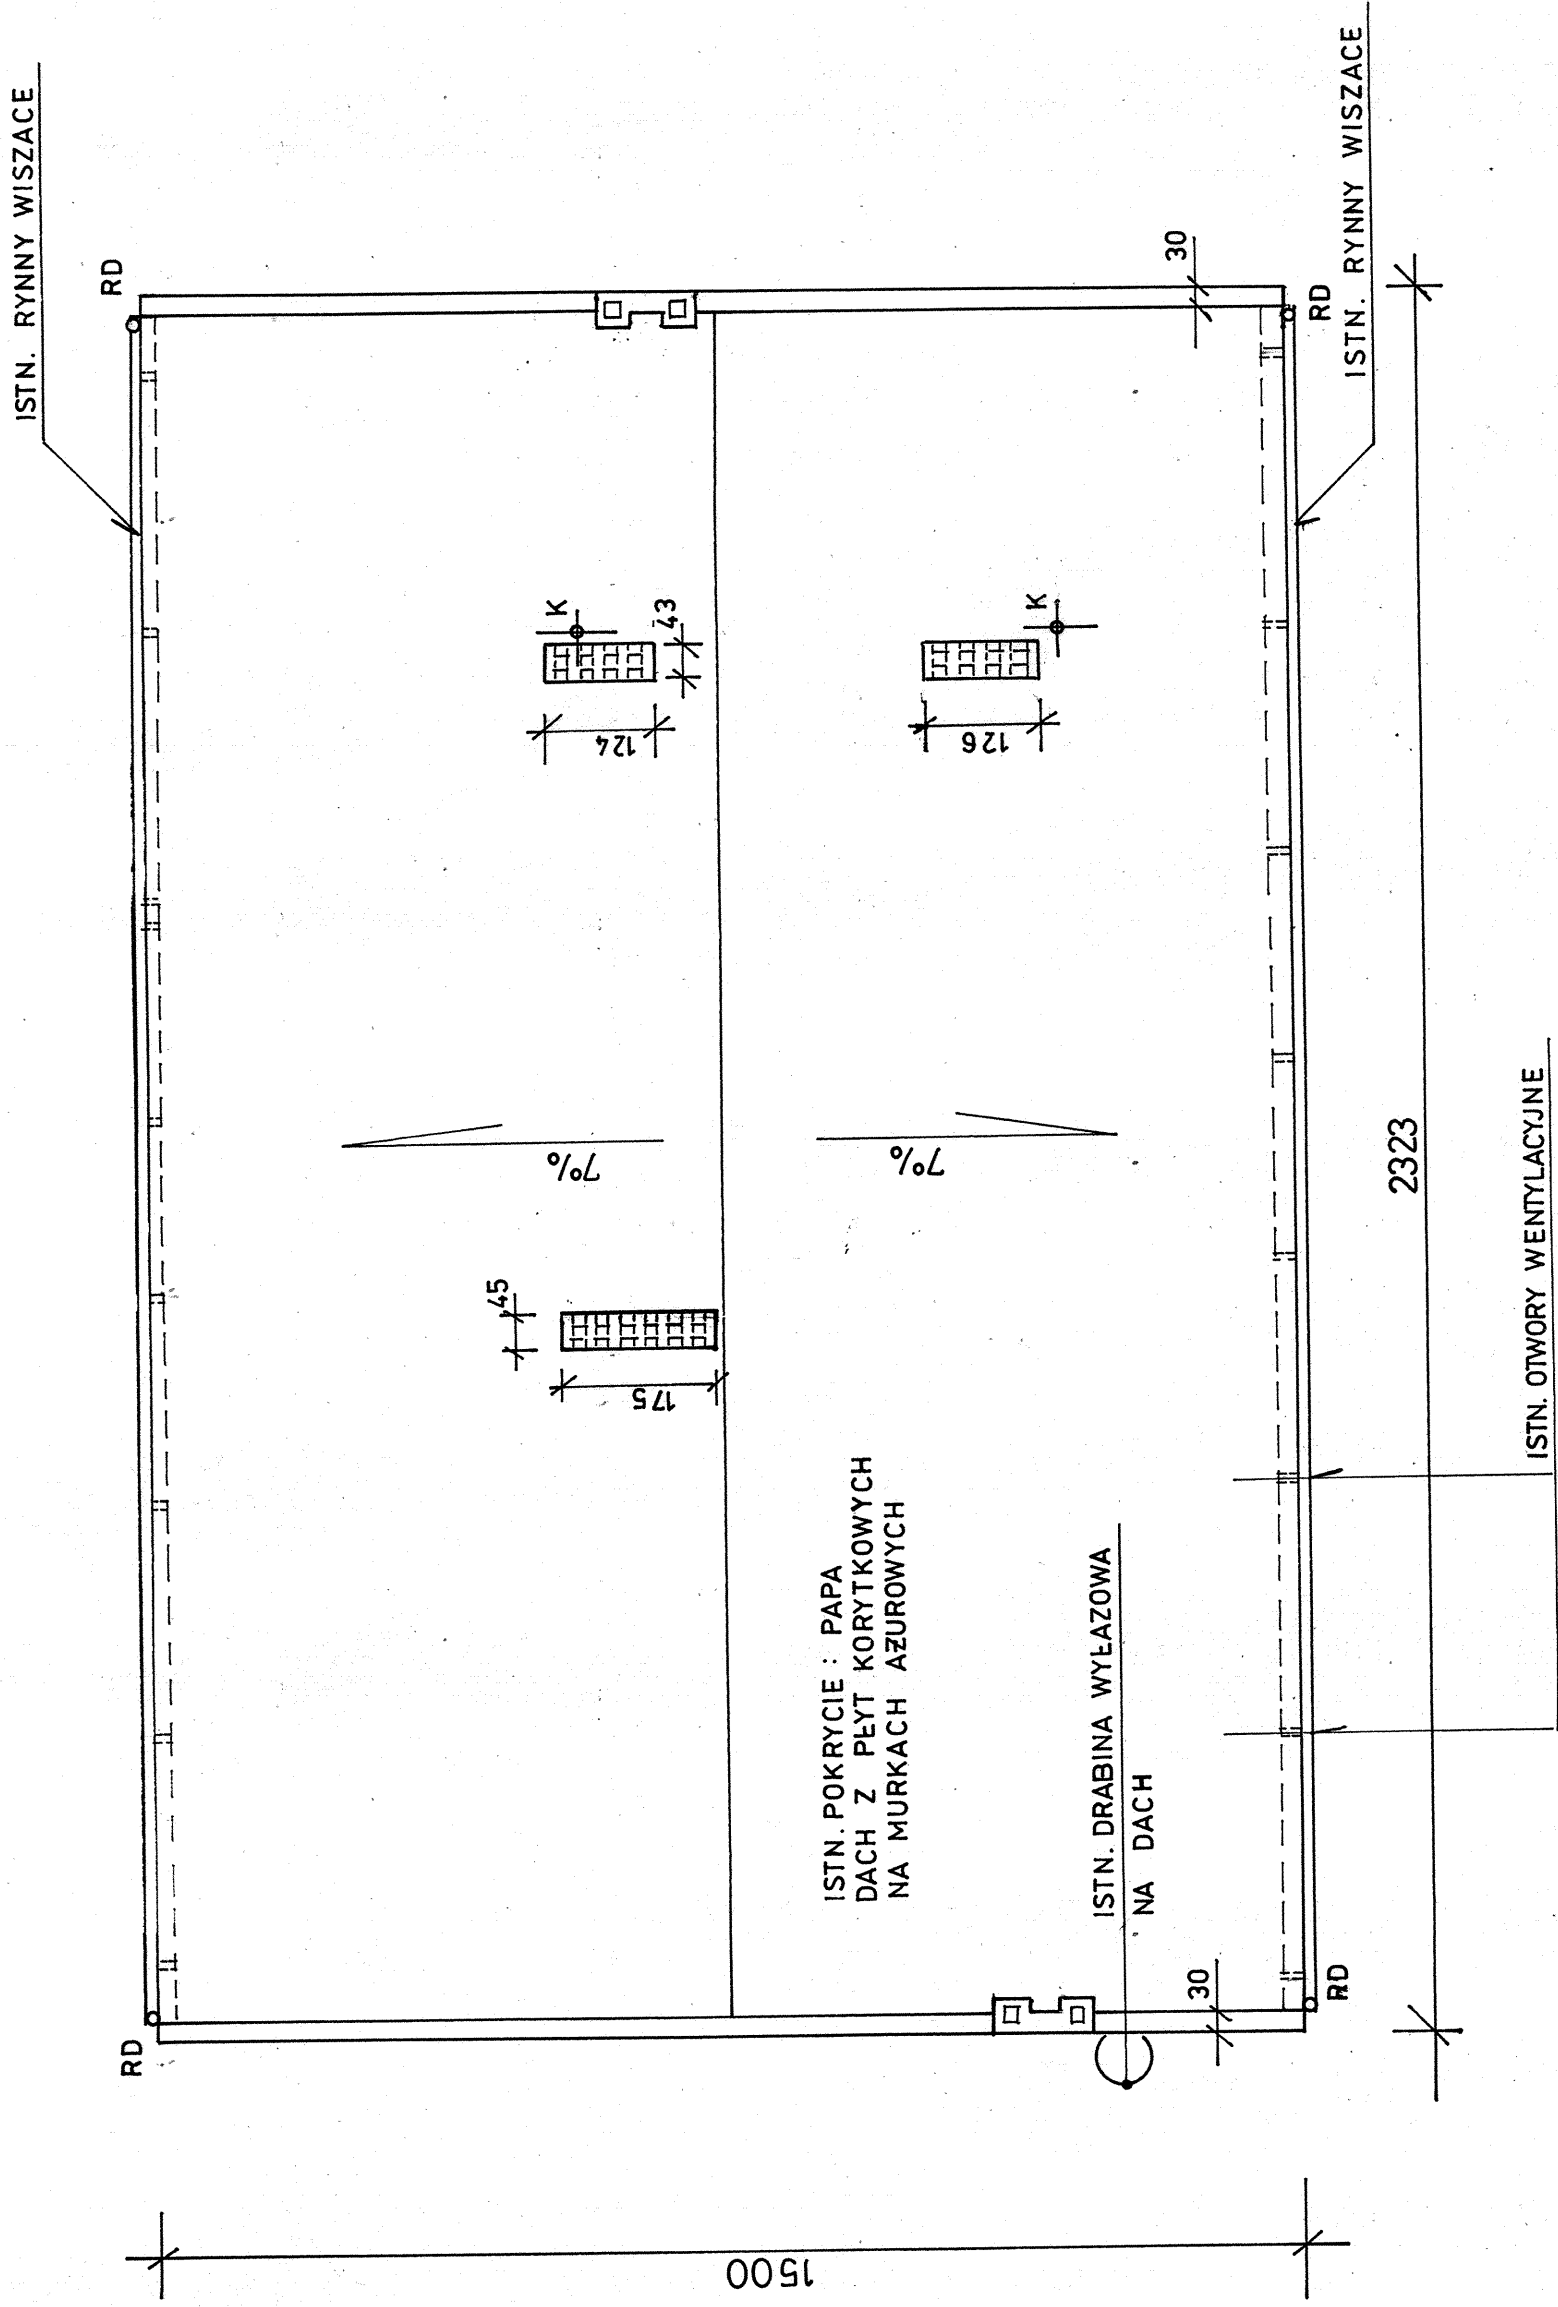 ISTN. RYNNY WISZACE
RD
RD
K
43
124
7%
45
175
30
RD
ISTN. RYNNY WISZACE
K
126
7%
ISTN. POKRYCIE : PAPA
DACH Z PŁYT KORYTKOWYCH
NA MURKACH AŻUROWYCH
ISTN. DRABINA WYŁAZOWA
NA DACH
30
RD
2323
ISTN. OTWORY WENTYLACYJNE
1500